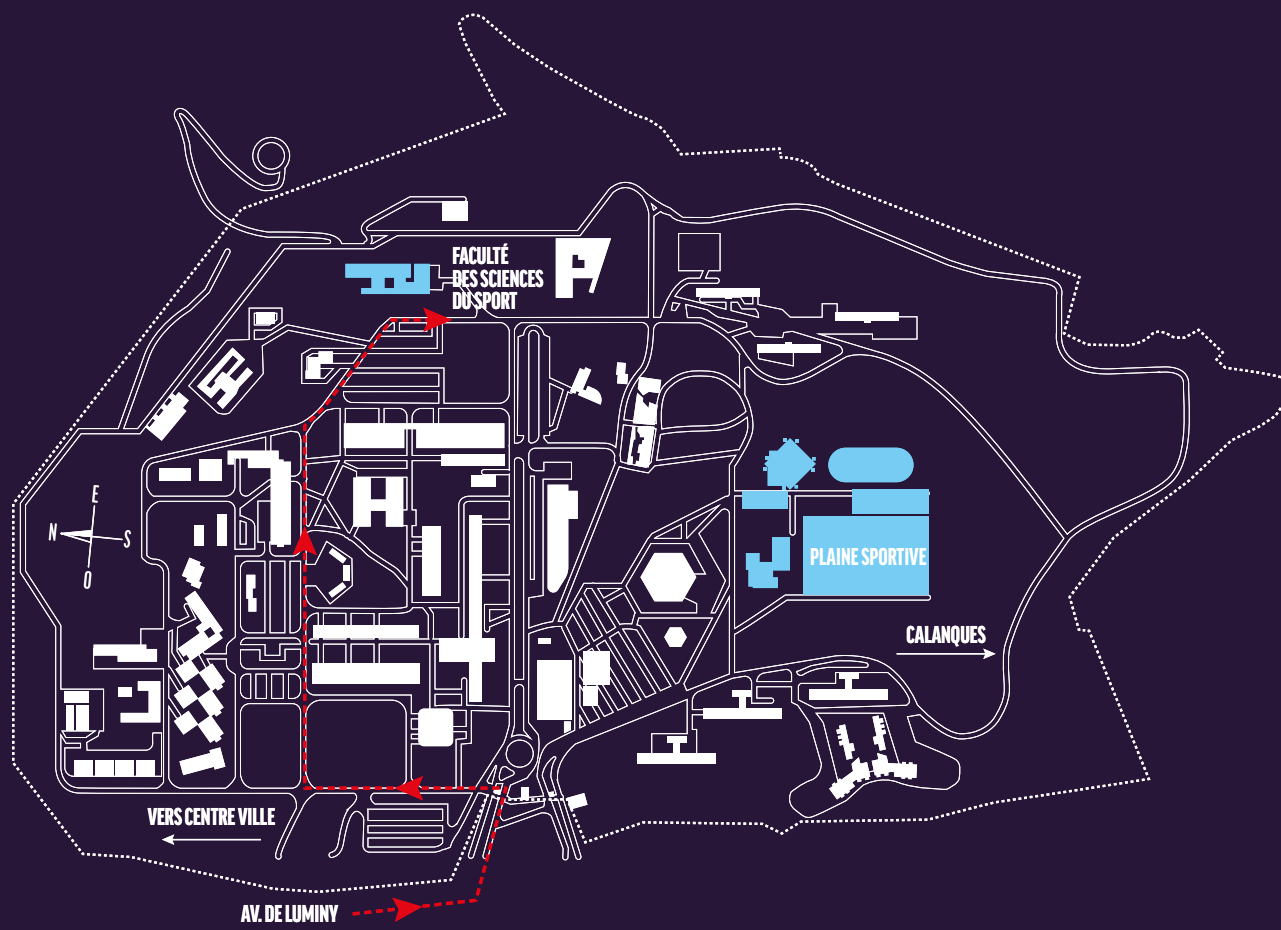 FACULTÉ
DES SCIENCES
DU SPORT
E
N
S
O
PLAINE SPORTIVE
CALANQUES
VERS CENTRE VILLE
AV. DE LUMINY